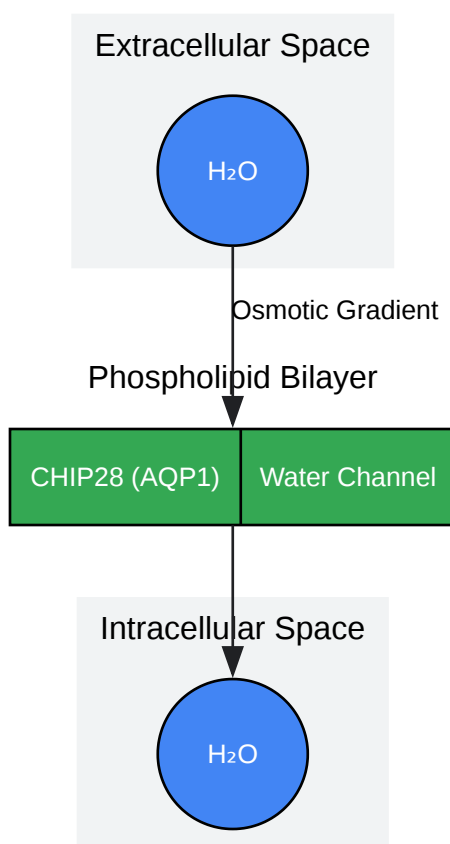 Extracellular Space
H₂O
Osmotic Gradient
Phospholipid Bilayer
CHIP28 (AQP1)
Water Channel
Intracellular Space
H₂O